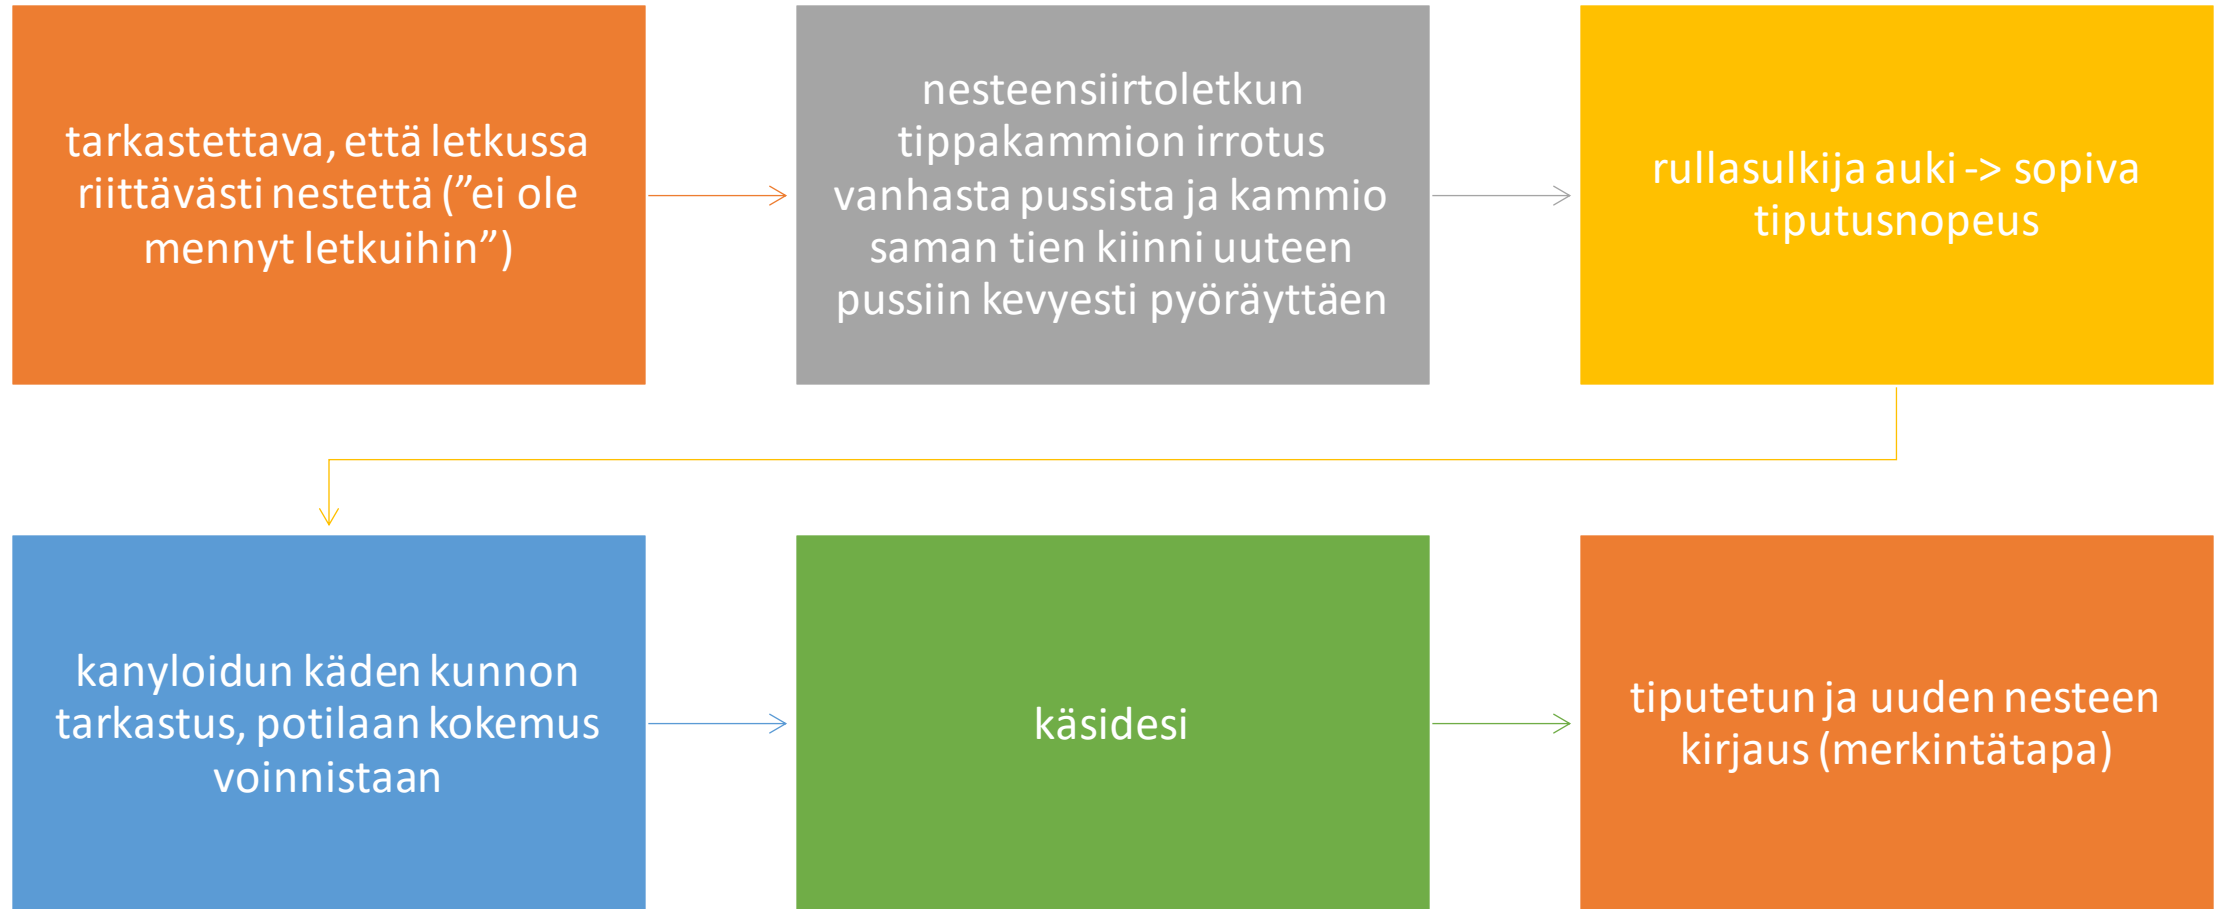 tarkastettava, että letkussa
riittävästi nestettä (”ei ole
mennyt letkuihin”)
nesteensiirtoletkun
tippakammion irrotus
vanhasta pussista ja kammio
saman tien kiinni uuteen
pussiin kevyesti pyöräyttäen
rullasulkija auki -> sopiva
tiputusnopeus
kanyloidun käden kunnon
tarkastus, potilaan kokemus
voinnistaan
käsidesi
tiputetun ja uuden nesteen
kirjaus (merkintätapa)